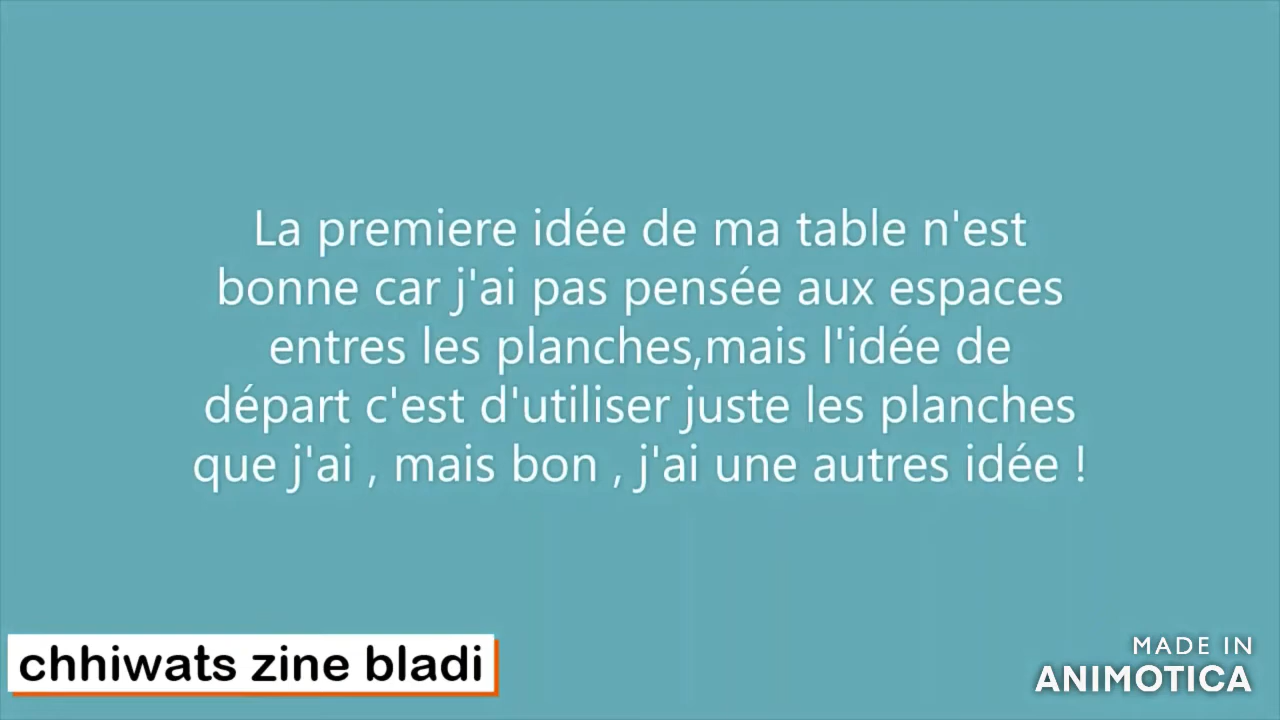 La premiere idée de ma table n'est
bonne car j'ai pas pensée aux espaces
entres les planches,mais l'idée de
départ c'est d'utiliser juste les planches
que j'ai , mais bon , j'ai une autres idée !
chhiwats zine bladi
MADE IN
ANIMOTICA